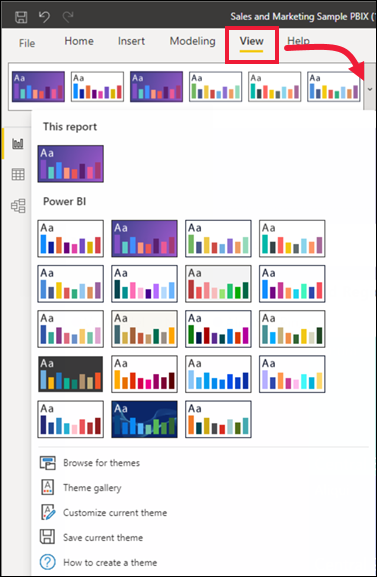 Sales and Marketing Sample PBIX (
File Home Insert Modeling View Help
Aa Aa Aa Aa Aa Aa
This report
Aa
Power BI
Aa Aa Aa Aa
Aa Aa Aa Aa
Aa Aa Aa Aa
Aa Aa Aa Aa
Aa Aa Aa
Browse for themes
Theme gallery
Customize current theme
Save current theme
How to create a theme